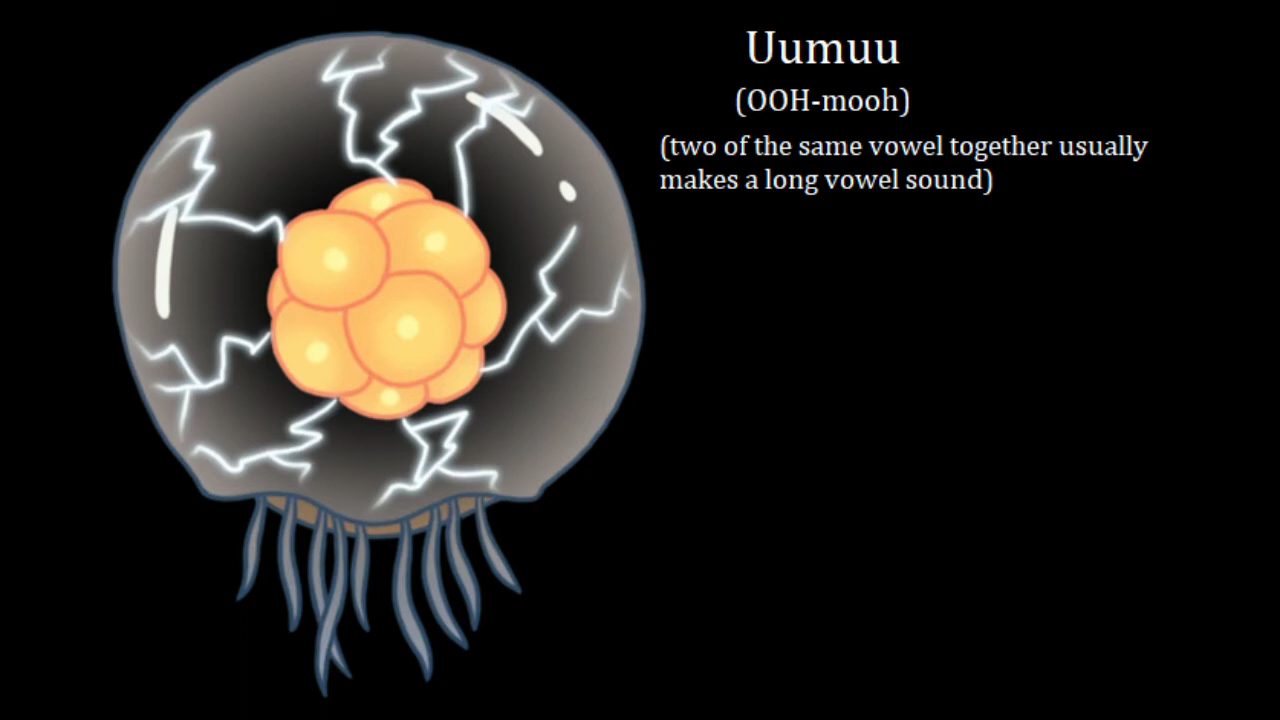 Uumuu
(OOH-mooh)
(two of the same vowel together usually
makes a long vowel sound)